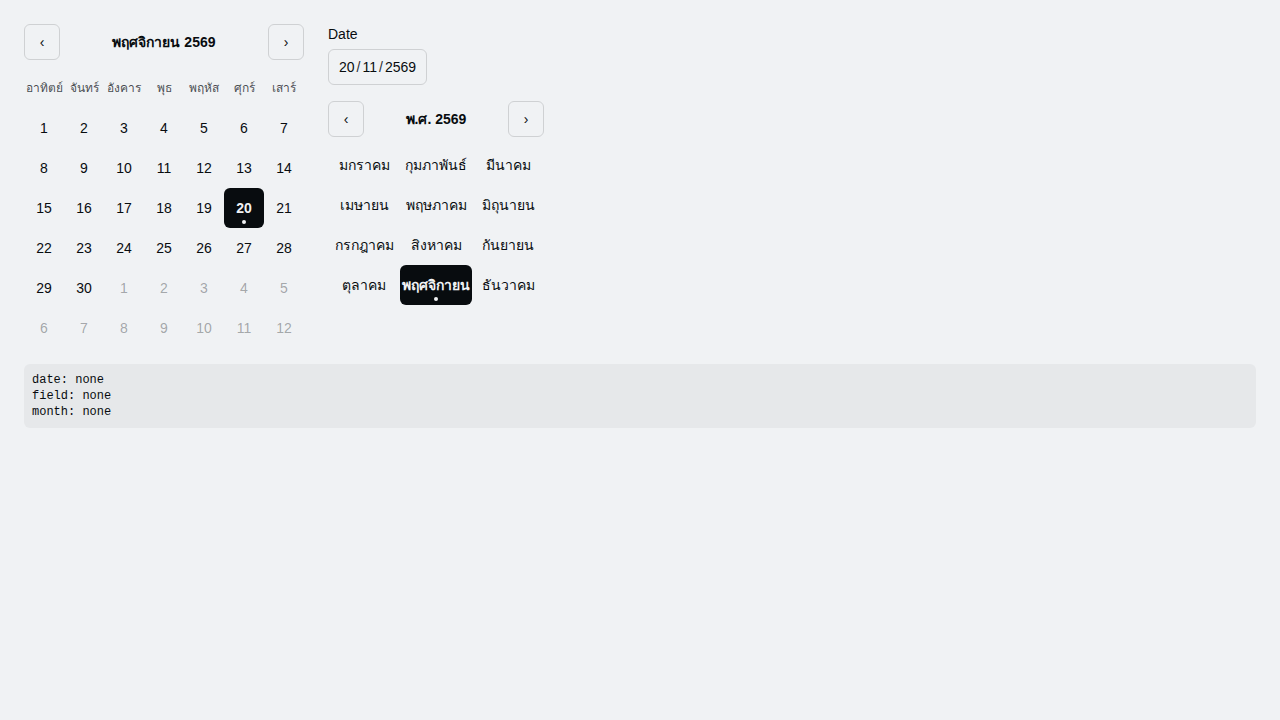 ‹ พฤศจิกายน 2569 ›
อาทิตย์ จันทร์ อังคาร พุธ พฤหัส ศุกร์ เสาร์
1 2 3 4 5 6 7
8 9 10 11 12 13 14
15 16 17 18 19 20 21
22 23 24 25 26 27 28
29 30 1 2 3 4 5
6 7 8 9 10 11 12
Date
20/11/2569
‹ พ.ศ. 2569 ›
มกราคม กุมภาพันธ์ มีนาคม
เมษายน พฤษภาคม มิถุนายน
กรกฎาคม สิงหาคม กันยายน
ตุลาคม พฤศจิกายน ธันวาคม
date: none
field: none
month: none